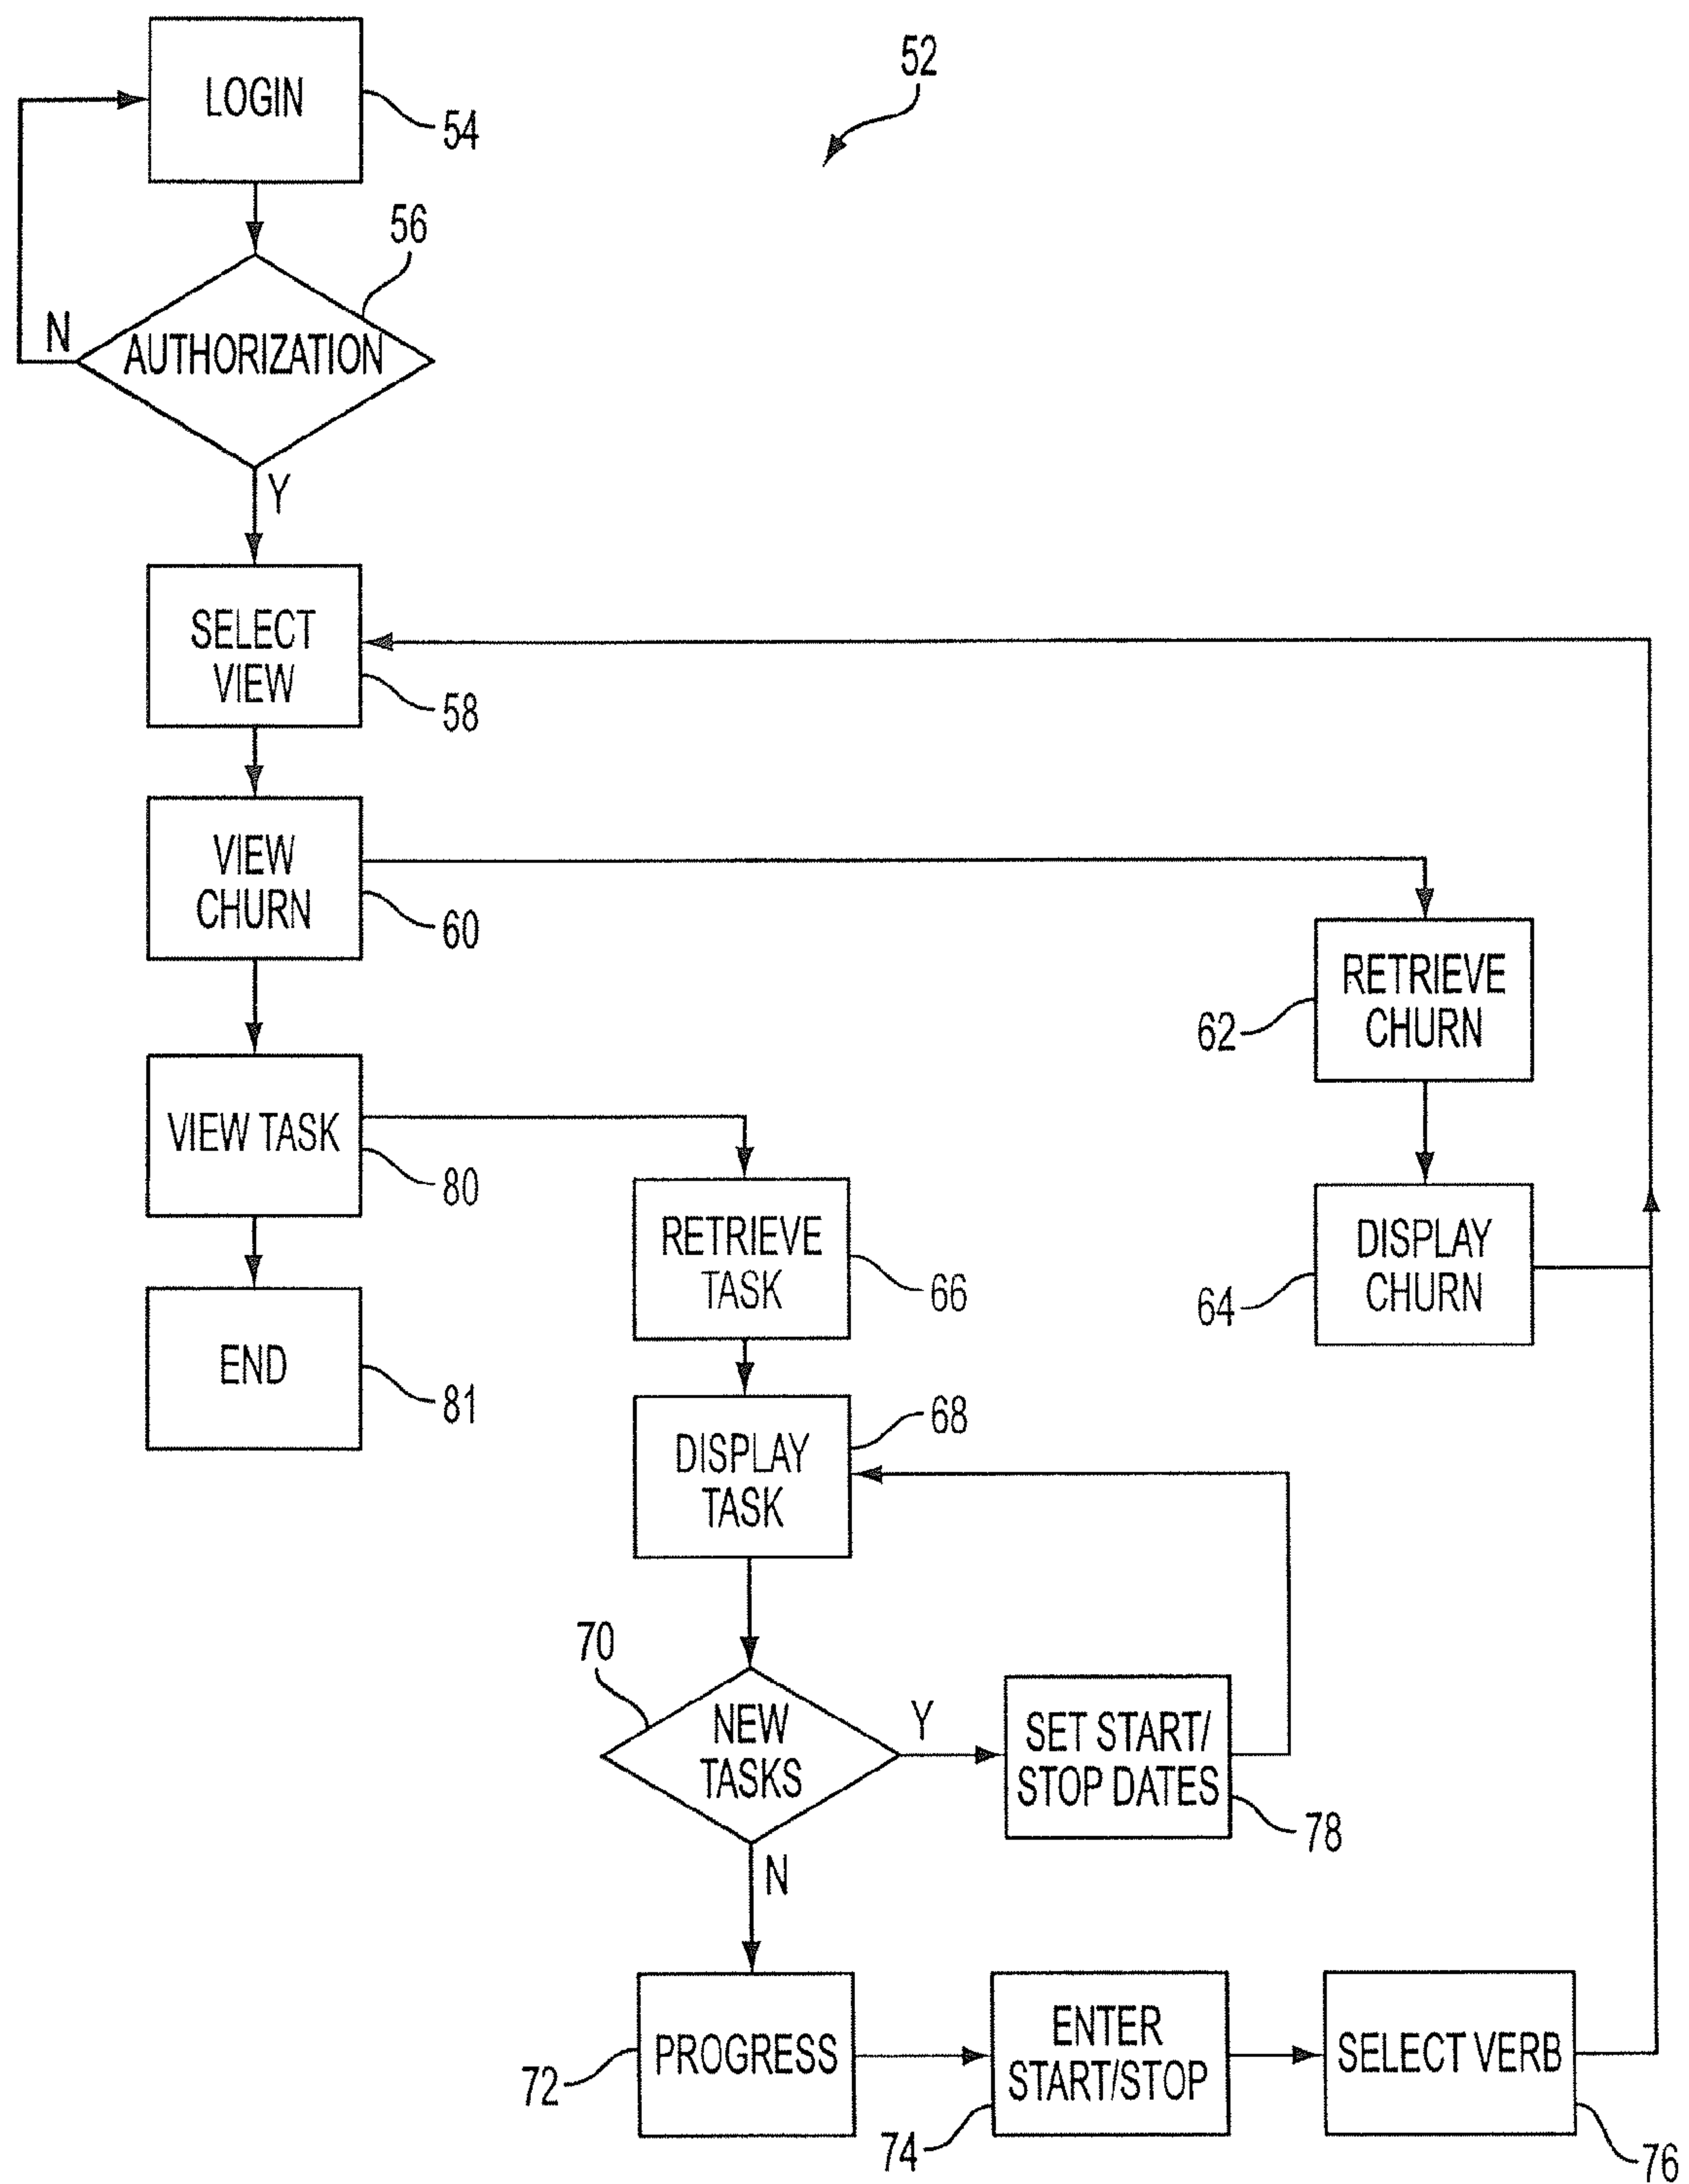 52
LOGIN
54
56
N
AUTHORIZATION
Y
SELECT
VIEW
58
VIEW
CHURN
60
RETRIEVE
CHURN
62
VIEW TASK
80
RETRIEVE
TASK
66
DISPLAY
CHURN
64
END
81
DISPLAY
TASK
68
70
NEW
TASKS
Y
SET START/
STOP DATES
78
N
PROGRESS
72
ENTER
START/STOP
74
SELECT VERB
76